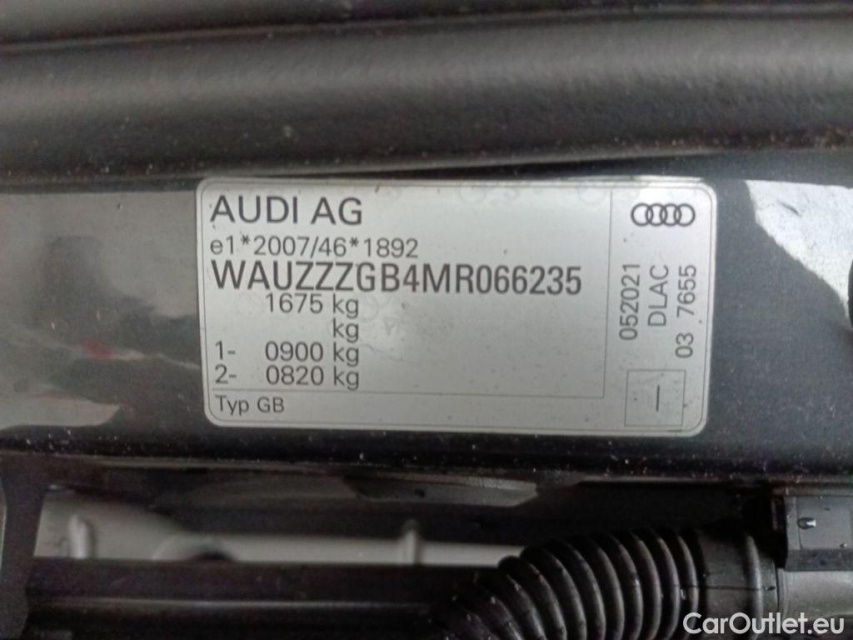 AUDI AG
e1*2007/46*1892
WAUZZZGB4MR066235
1675 kg
kg
1- 0900 kg
2- 0820 kg
Typ GB
052021
DLAC
03 7655
—
CarOutlet.eu